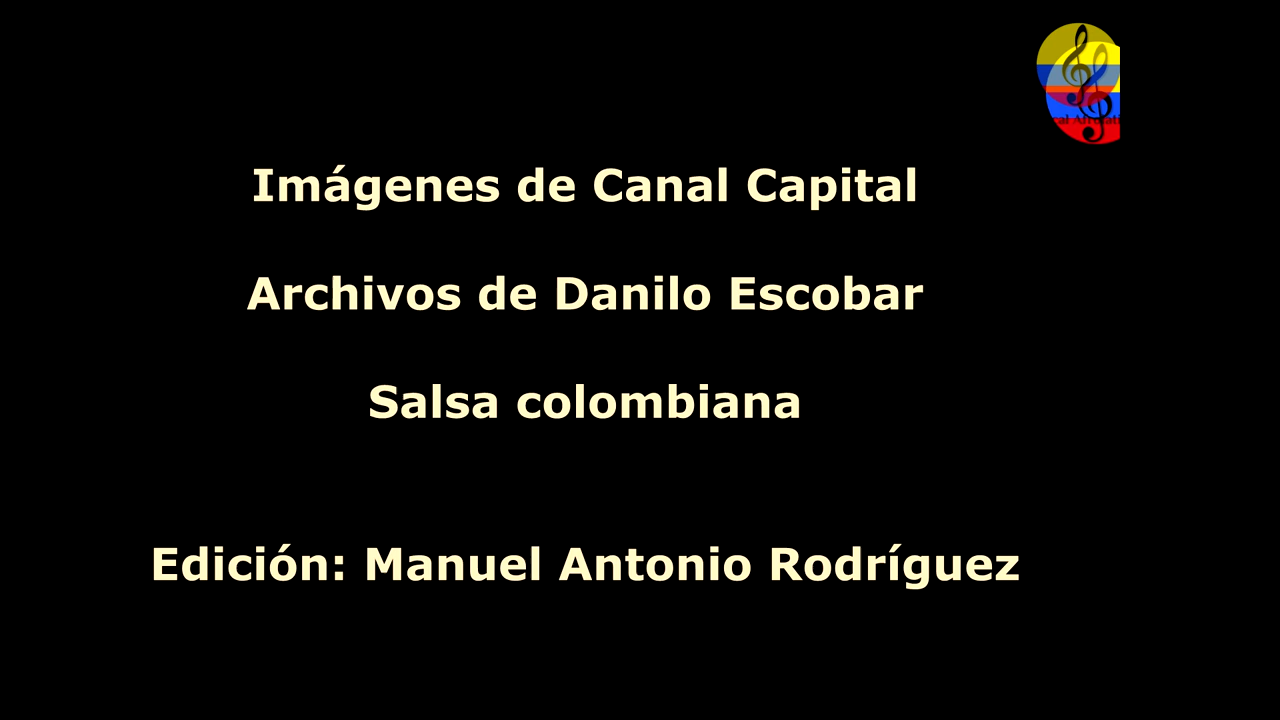 Imágenes de Canal Capital
Archivos de Danilo Escobar
Salsa colombiana
Edición: Manuel Antonio Rodríguez